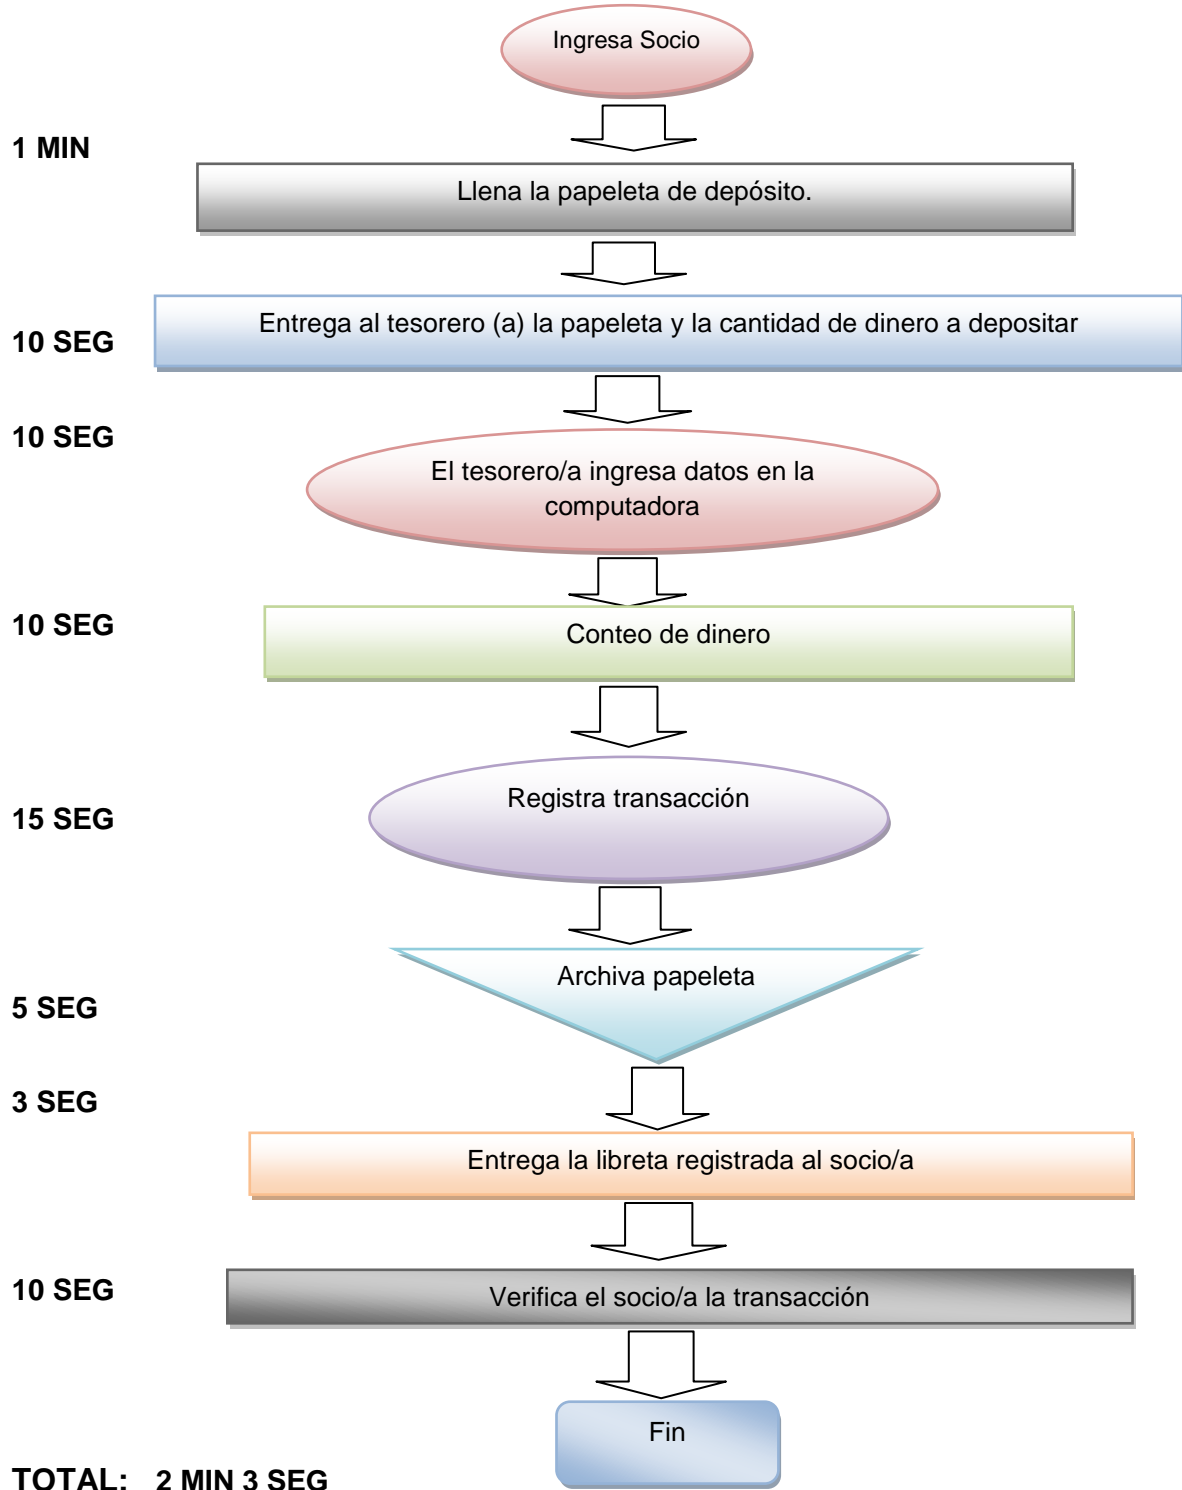 Ingresa Socio
1 MIN
Llena la papeleta de depósito.
Entrega al tesorero (a) la papeleta y la cantidad de dinero a depositar
10 SEG
10 SEG
El tesorero/a ingresa datos en la
computadora
10 SEG
Conteo de dinero
Registra transacción
15 SEG
Archiva papeleta
5 SEG
3 SEG
Entrega la libreta registrada al socio/a
10 SEG
Verifica el socio/a la transacción
Fin
TOTAL: 2 MIN 3 SEG